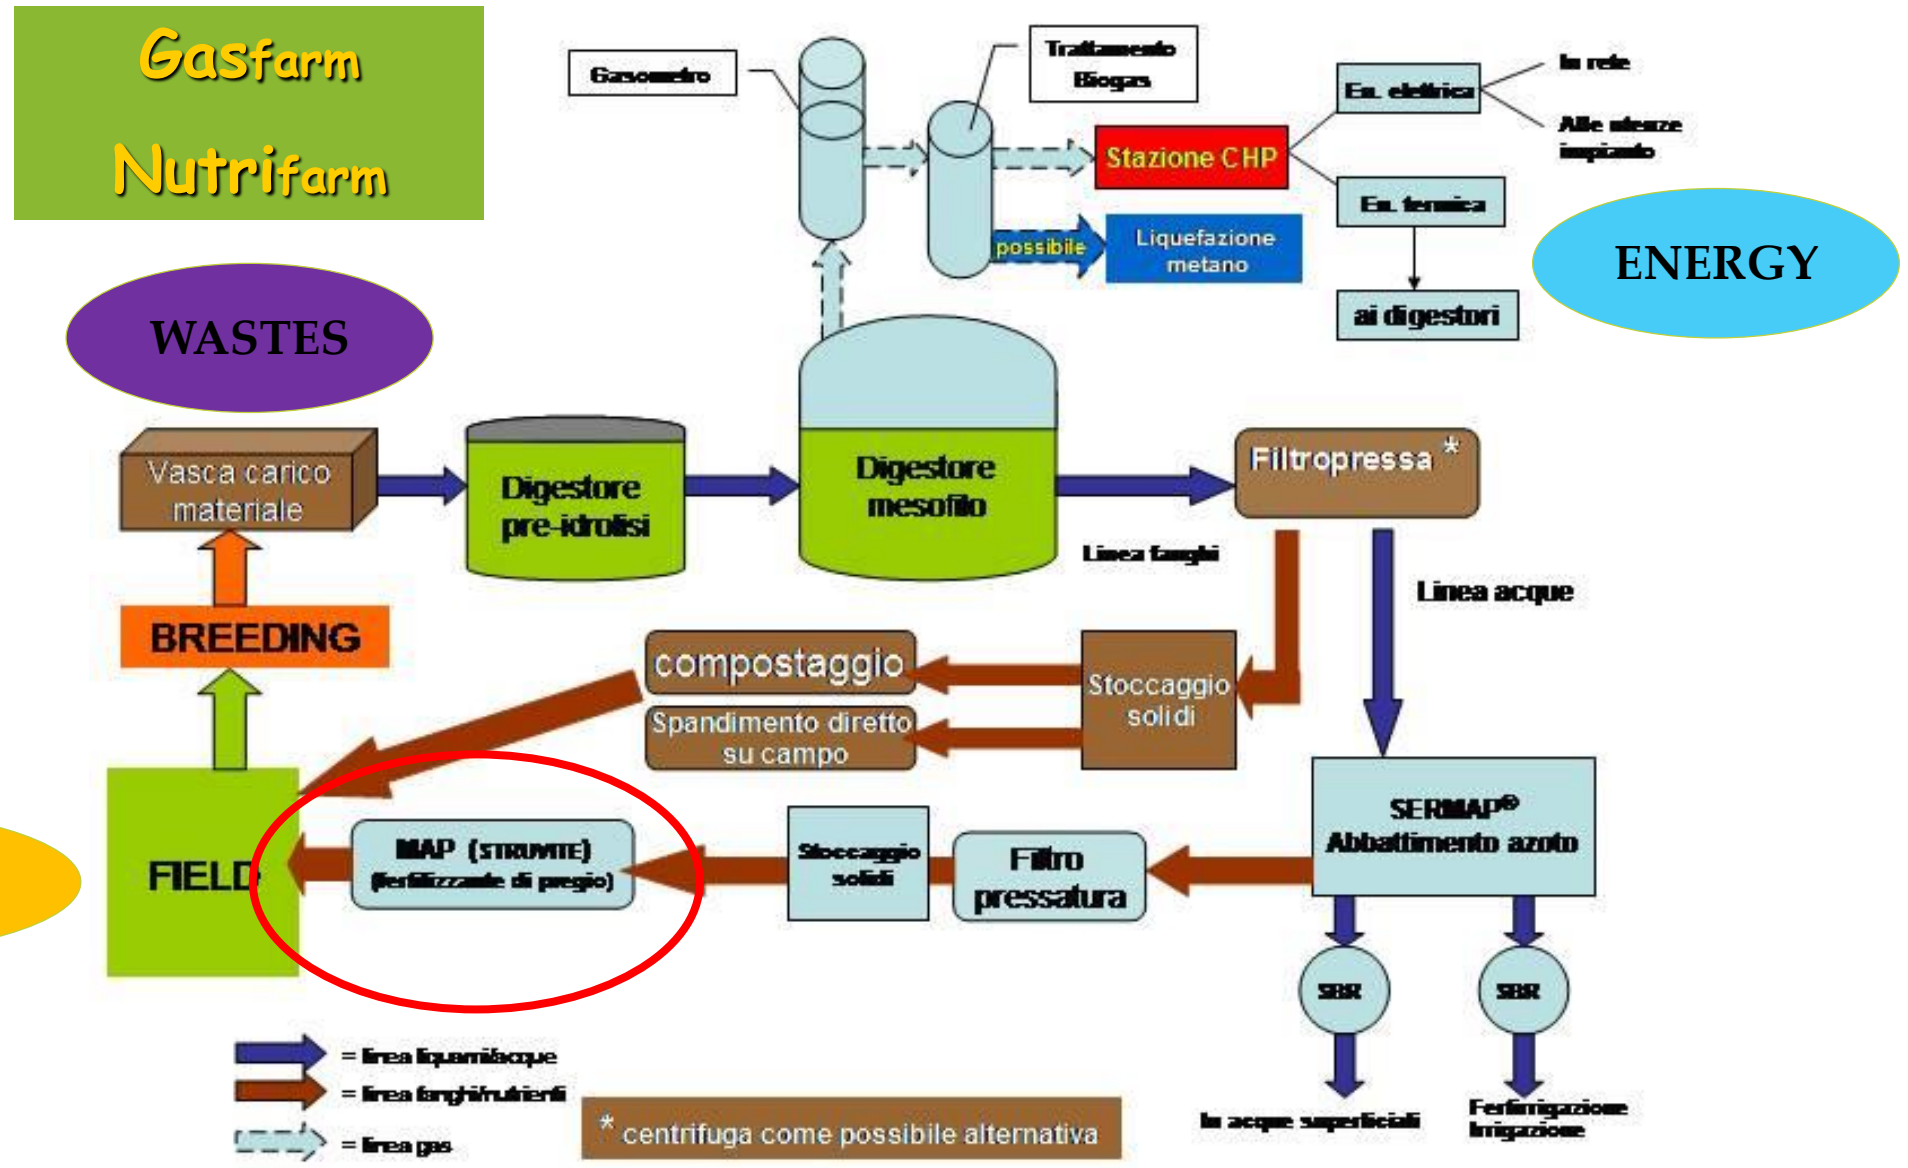 Gasfarm
Nutrifarm
Gasometro
Trattamento
Biogas
En. elettrica
In rete
Alle utenze
impianto
Stazione CHP
En. termica
possibile
Liquefazione
metano
ai digestori
ENERGY
WASTES
Vasca carico
materiale
Digestore
pre-idrolisi
Digestore
mesofilo
Filtropressa *
Linea fanghi
Linea acque
BREEDING
compostaggio
Spandimento diretto
su campo
Stoccaggio
solidi
SERMAP®
Abbattimento azoto
FIELD
MAP (STRUVITE)
(fertilizzante di pregio)
Stoccaggio
solidi
Filtro
pressatura
SBR
SBR
= linea liquami/acque
= linea fanghi/nutrienti
= linea gas
* centrifuga come possibile alternativa
In acque superficiali
Fertirrigazione
Irrigazione